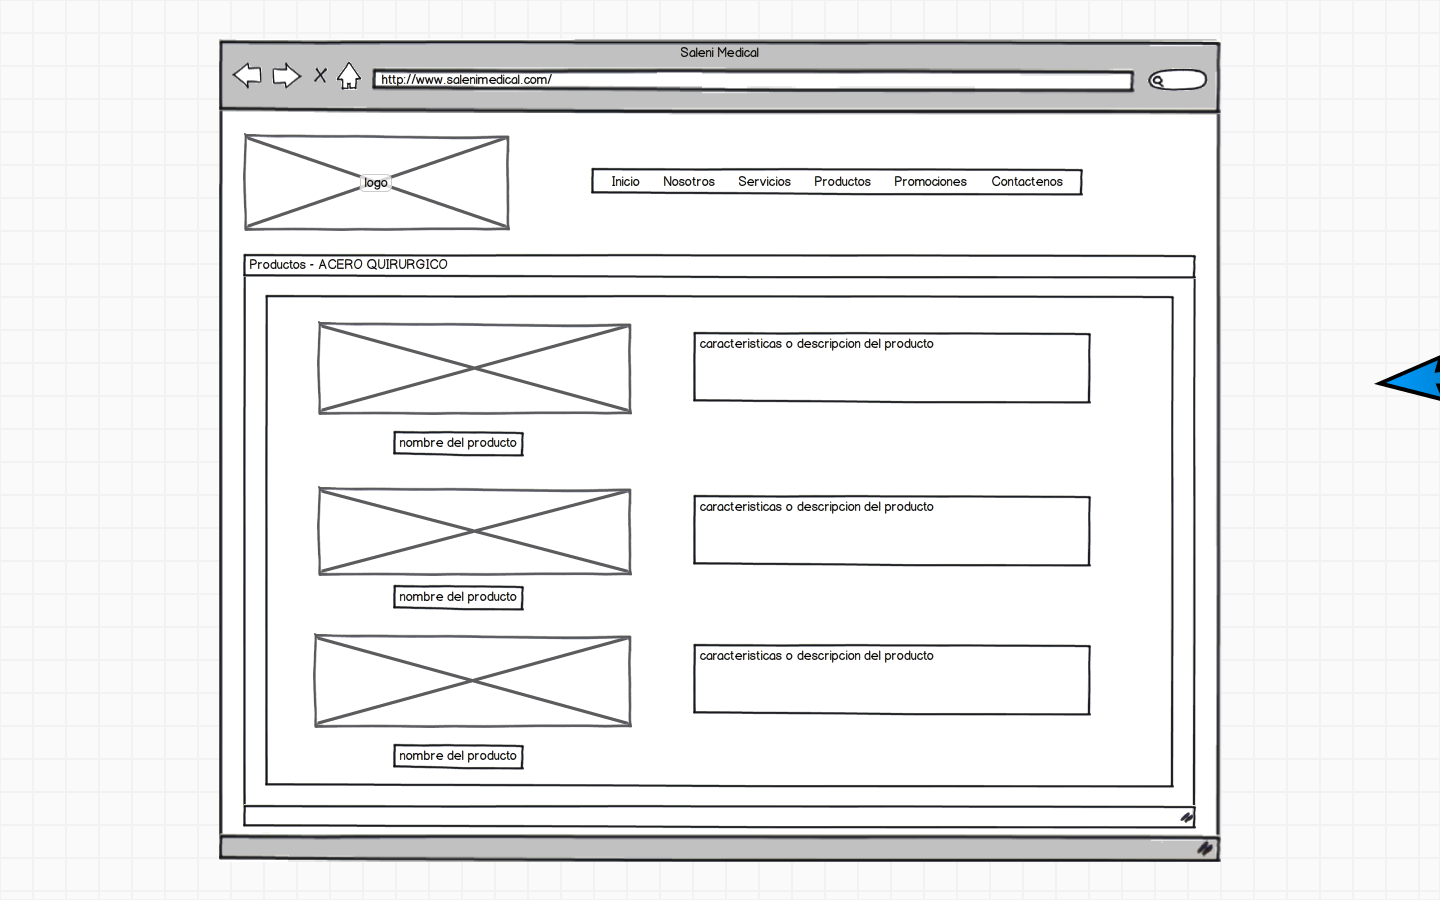 Saleni Medical
http://www.salenimedical.com/
logo
Inicio Nosotros Servicios Productos Promociones Contactenos
Productos - ACERO QUIRURGICO
caracteristicas o descripcion del producto
nombre del producto
caracteristicas o descripcion del producto
nombre del producto
caracteristicas o descripcion del producto
nombre del producto